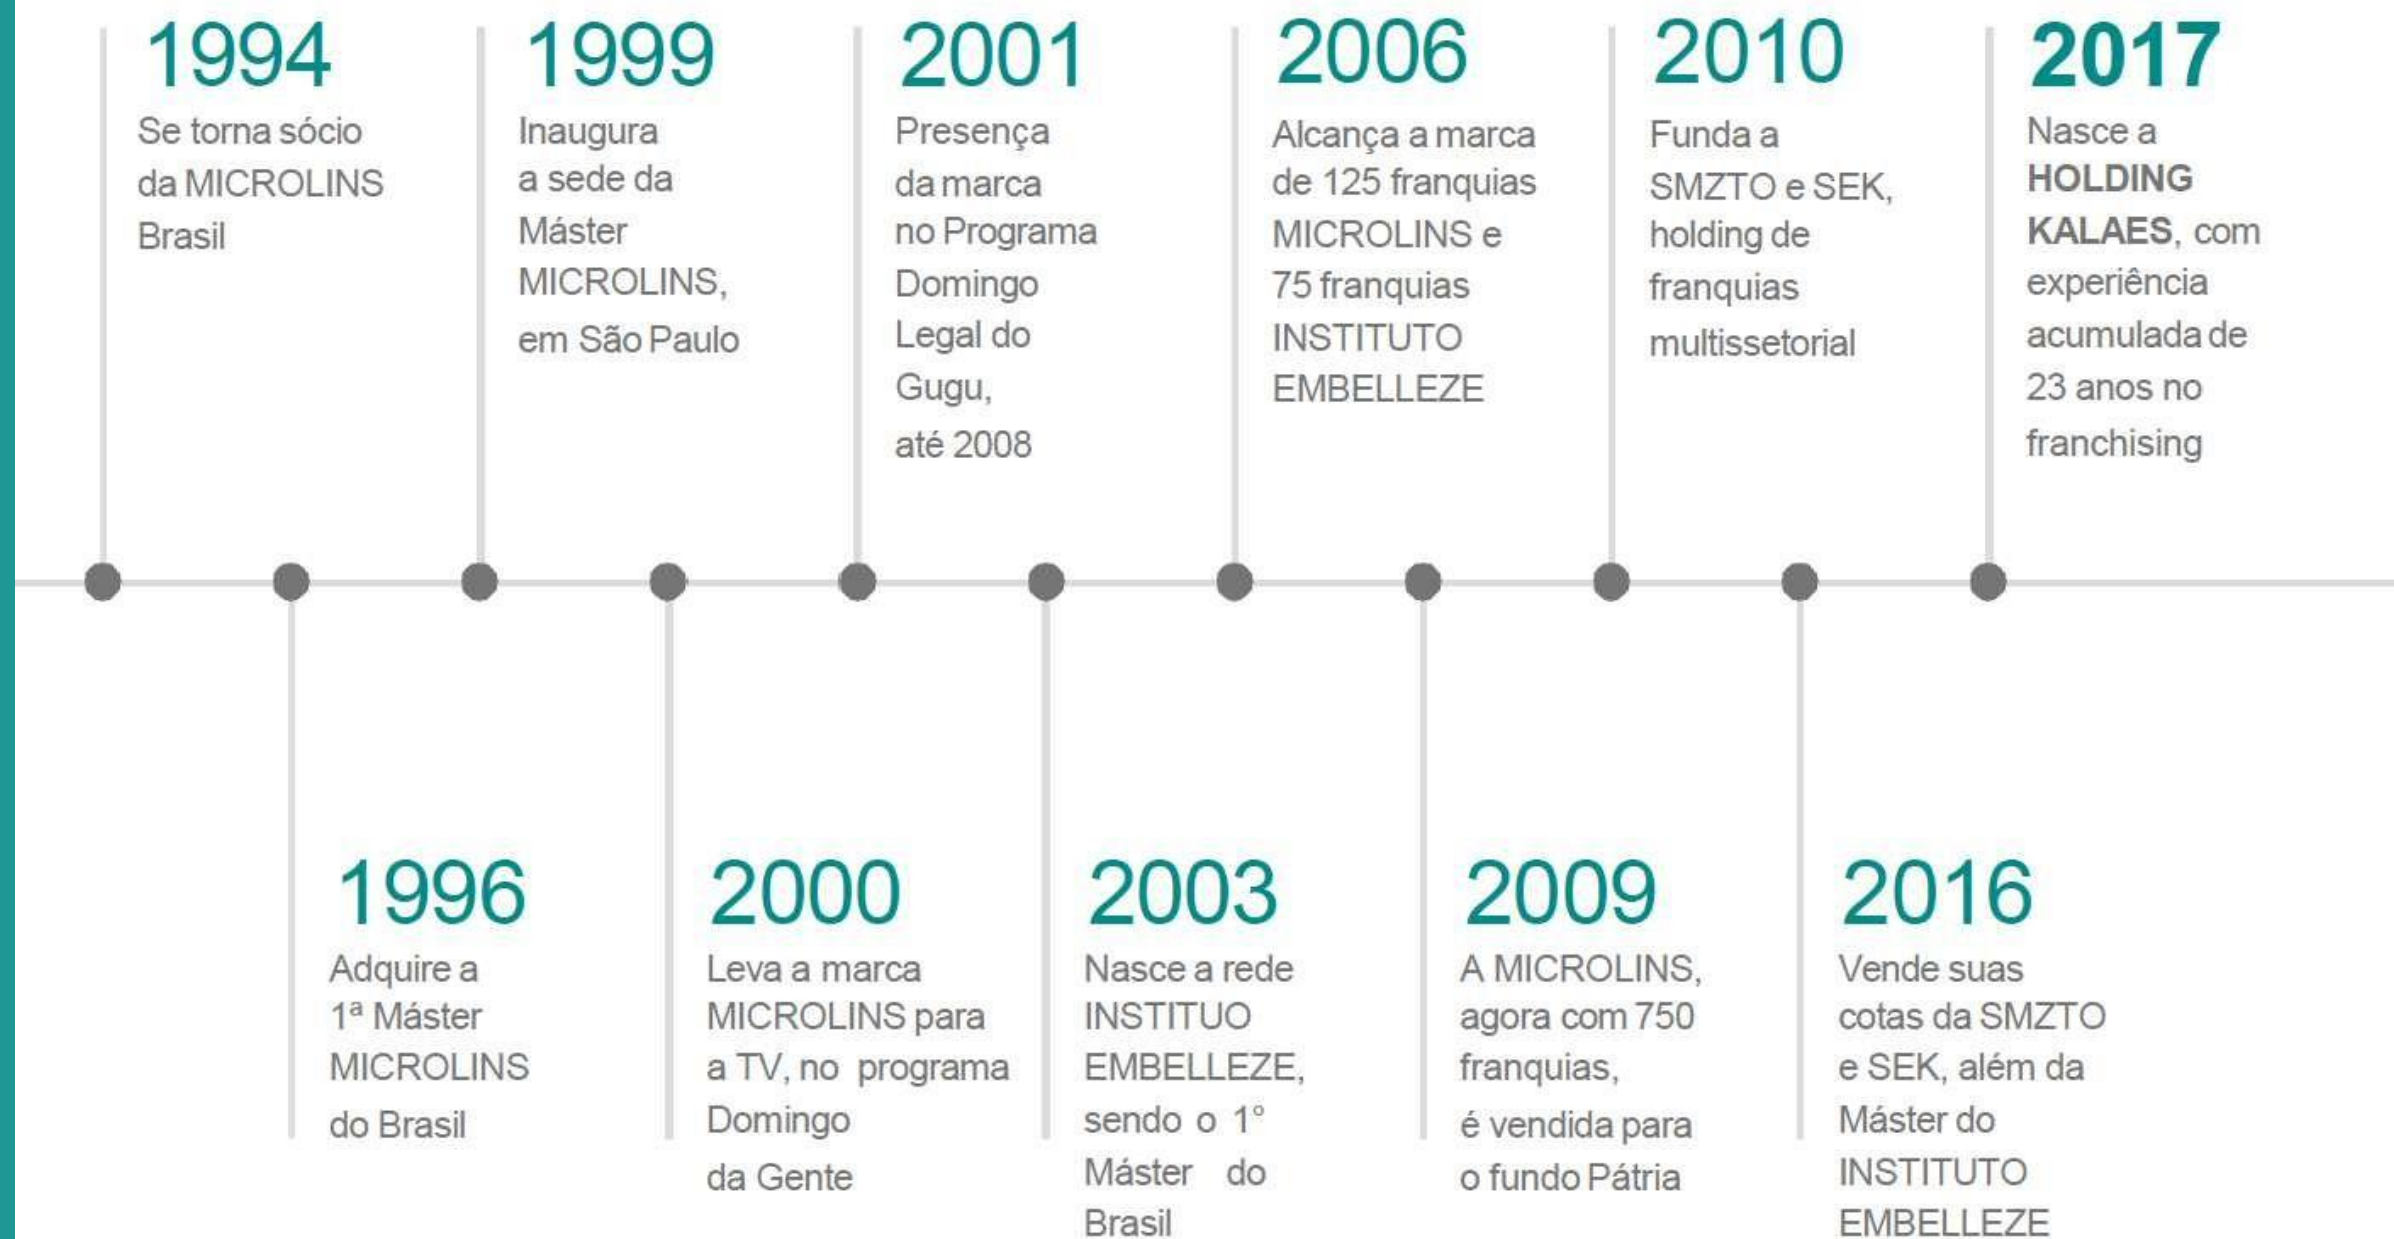 1994
Se torna sócio
da MICROLINS
Brasil
1999
Inaugura
a sede da
Máster
MICROLINS,
em São Paulo
2001
Presença
da marca
no Programa
Domingo
Legal do
Gugu,
até 2008
2006
Alcança a marca
de 125 franquias
MICROLINS e
75 franquias
INSTITUTO
EMBELLEZE
2010
Funda a
SMZTO e SEK,
holding de
franquias
multissetorial
2017
Nasce a
HOLDING
KALAES, com
experiência
acumulada de
23 anos no
franchising
1996
Adquire a
1ª Máster
MICROLINS
do Brasil
2000
Leva a marca
MICROLINS para
a TV, no programa
Domingo
da Gente
2003
Nasce a rede
INSTITUO
EMBELLEZE,
sendo o 1°
Máster do
Brasil
2009
A MICROLINS,
agora com 750
franquias,
é vendida para
o fundo Pátria
2016
Vende suas
cotas da SMZTO
e SEK, além da
Máster do
INSTITUTO
EMBELLEZE